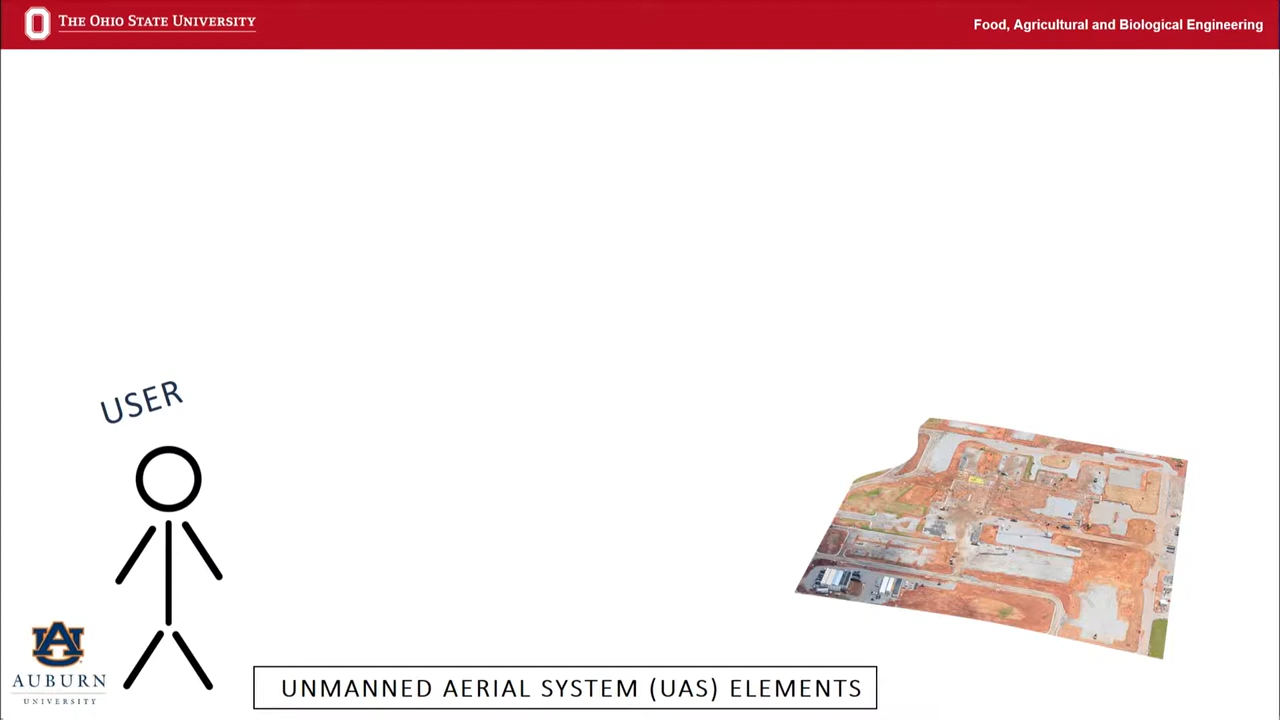 THE OHIO STATE UNIVERSITY
Food, Agricultural and Biological Engineering
USER
AUBURN
UNIVERSITY
UNMANNED AERIAL SYSTEM (UAS) ELEMENTS